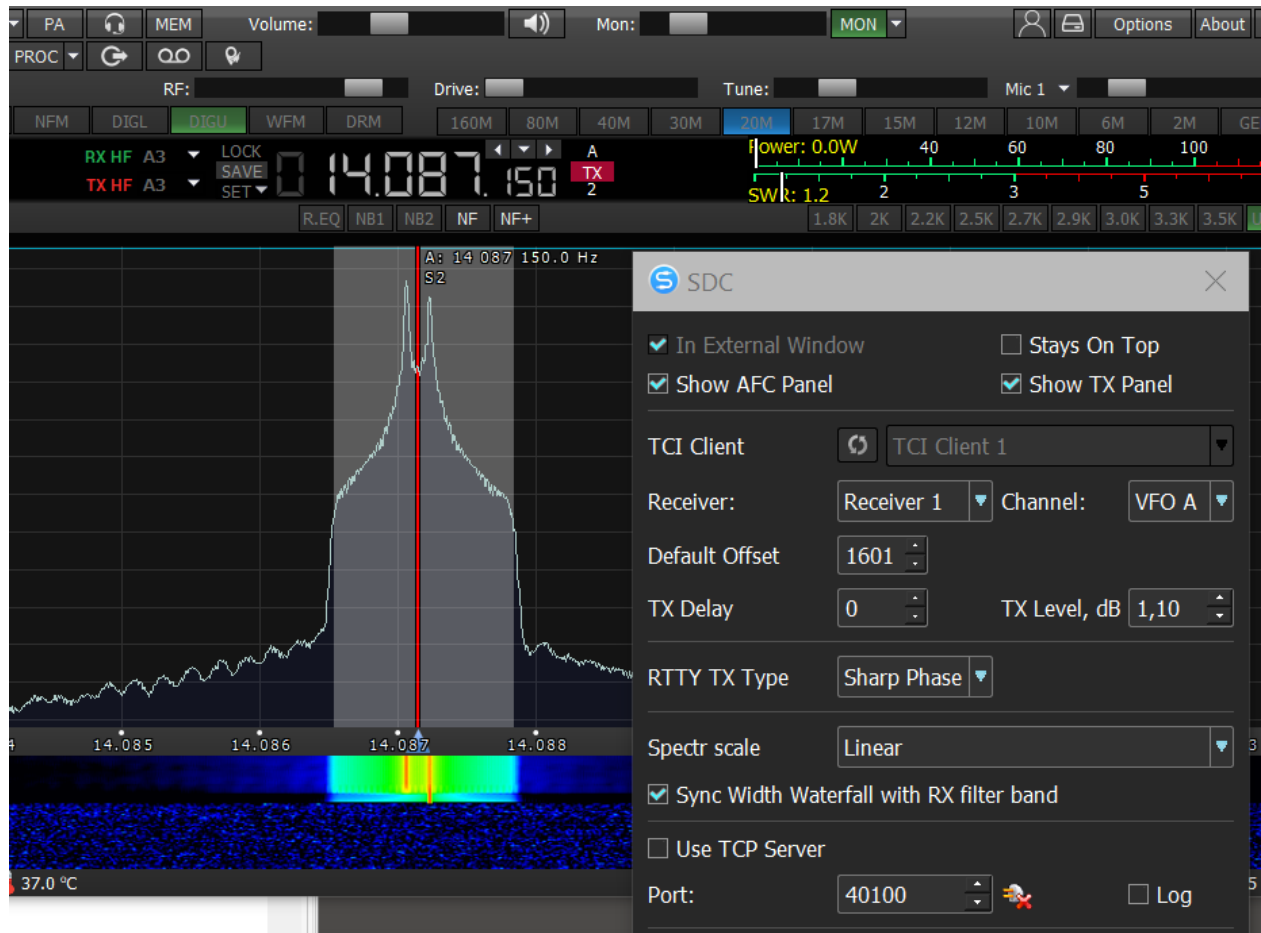 PA MEM Volume: Mon: MON Options About
PROC
RF: Drive: Tune: Mic 1
NFM DIGL DIGU WFM DRM 160M 80M 40M 30M 20M 17M 15M 12M 10M 6M 2M GE
RX HF A3 LOCK A Power: 0.0W 40 60 80 100
SAVE 0 14.087.150 TX
TX HF A3 SET 2 SWR: 1.2 2 3 5
R.EQ NB1 NB2 NF NF+ 1.8K 2K 2.2K 2.5K 2.7K 2.9K 3.0K 3.3K 3.5K
A: 14 087 150.0 Hz
S2
SDC
In External Window Stays On Top
Show AFC Panel Show TX Panel
TCI Client TCI Client 1
Receiver: Receiver 1 Channel: VFO A
Default Offset 1601
TX Delay 0 TX Level, dB 1,10
RTTY TX Type Sharp Phase
14.085 14.086 14.087 14.088
Spectr scale Linear
Sync Width Waterfall with RX filter band
Use TCP Server
37.0 ºC
Port: 40100 Log